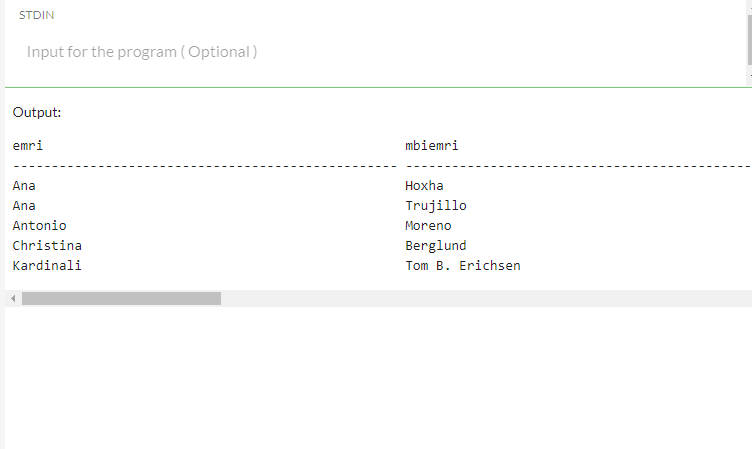 STDIN
Input for the program ( Optional )
Output:
emri mbiemri
-------------------------------------------------- ---------------------------------------------
Ana Hoxha
Ana Trujillo
Antonio Moreno
Christina Berglund
Kardinali Tom B. Erichsen